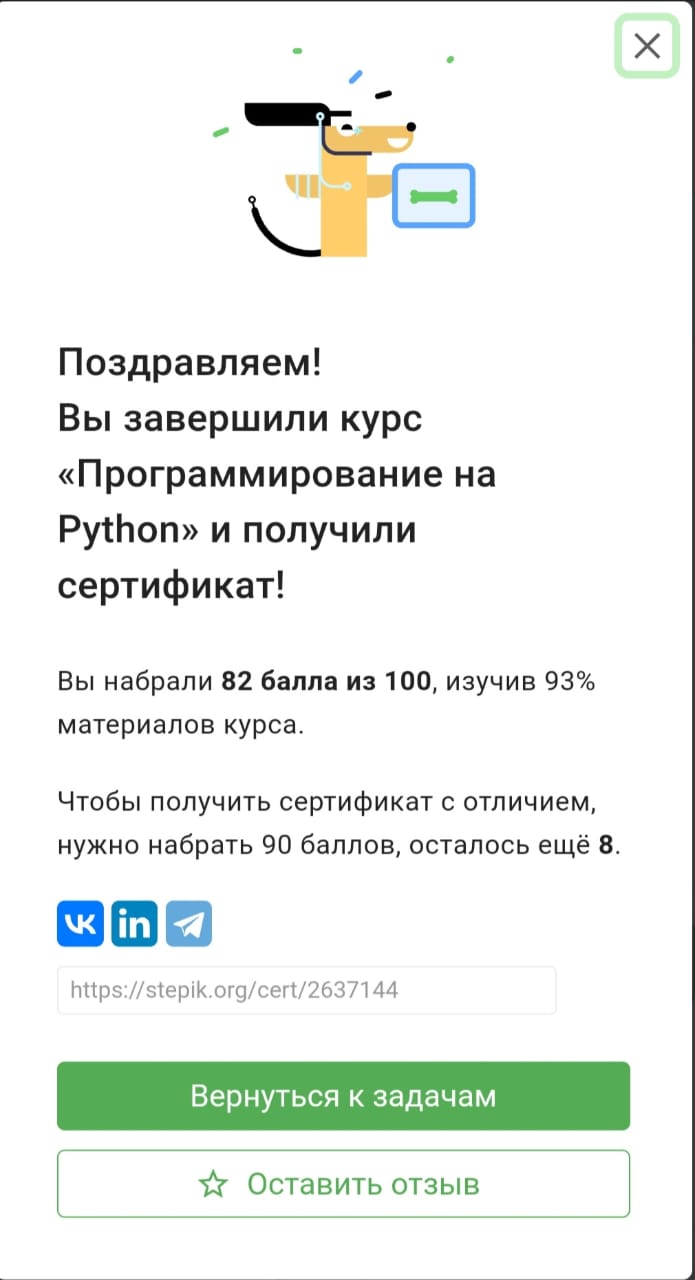 Поздравляем!
Вы завершили курс
«Программирование на
Python» и получили
сертификат!
Вы набрали 82 балла из 100, изучив 93%
материалов курса.
Чтобы получить сертификат с отличием,
нужно набрать 90 баллов, осталось ещё 8.
in
https://stepik.org/cert/2637144
Вернуться к задачам
Оставить отзыв